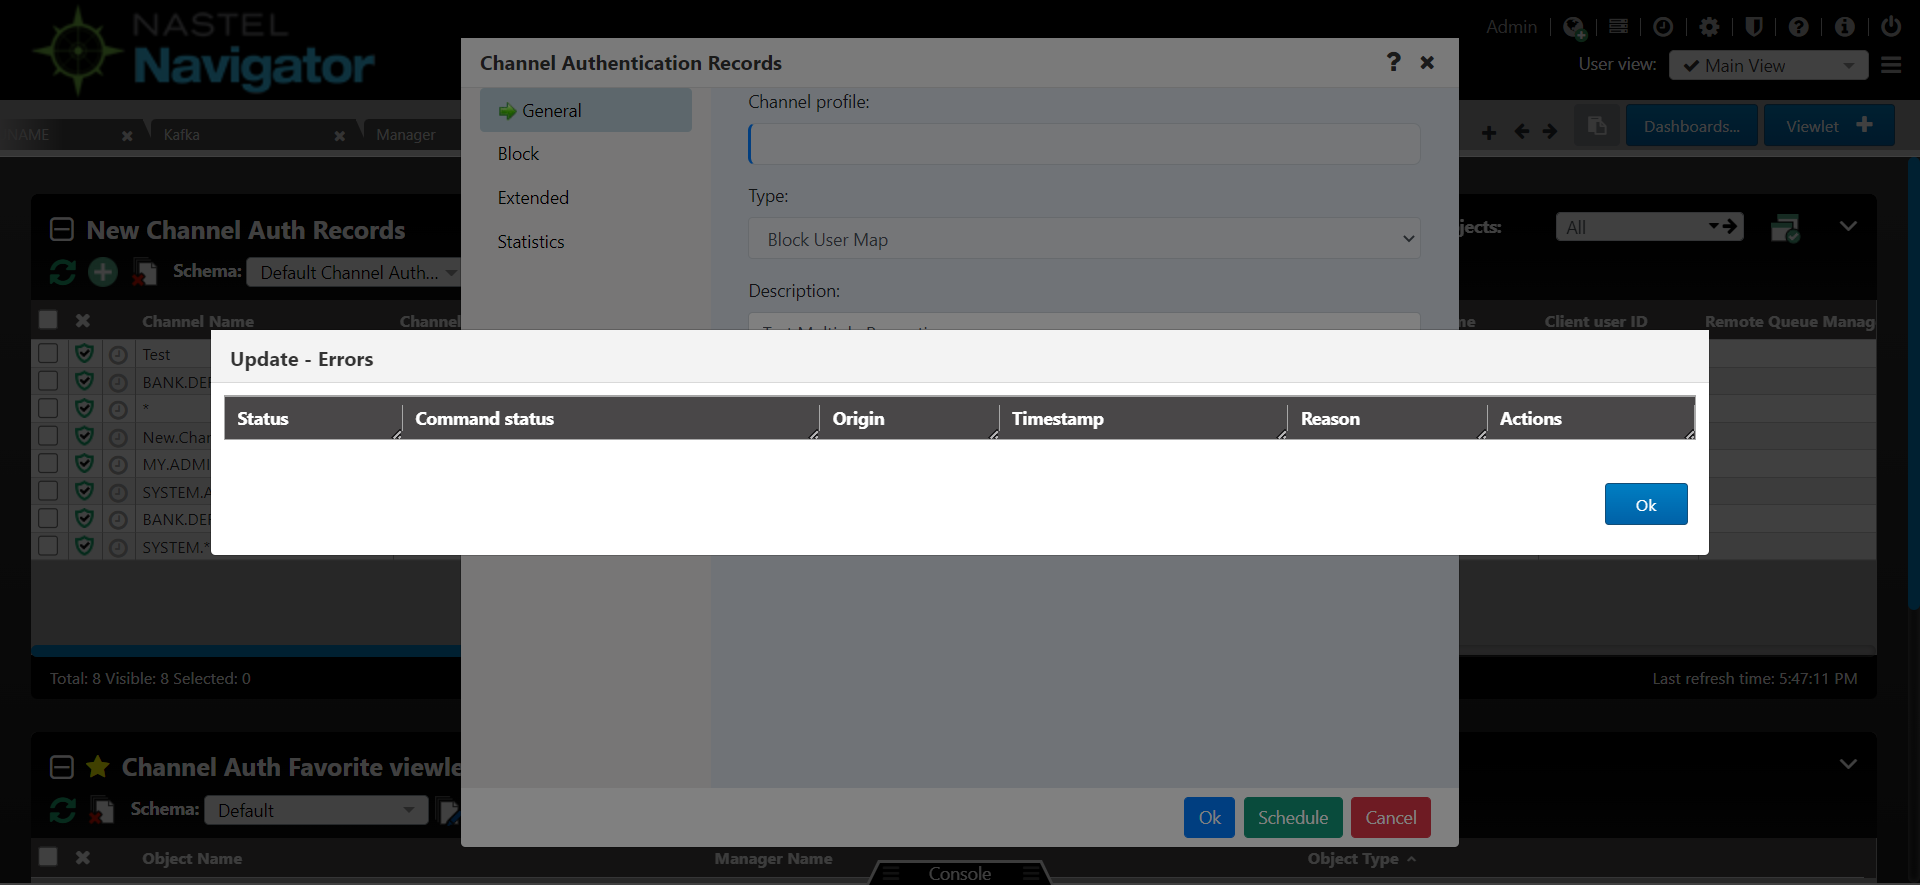 NASTEL
Navigator
Admin
User view: Main View
NAME
Kafka
Manager
Dashboards...
Viewlet
Channel Authentication Records
General
Block
Extended
Statistics
Channel profile:
Type:
Block User Map
Description:
New Channel Auth Records
jects: All
Schema: Default Channel Auth...
Channel Name
Channel
me
Client user ID
Remote Queue Manag
Test
BANK.DEF
*
New.Char
MY.ADMI
SYSTEM.A
BANK.DEF
SYSTEM.*
Update - Errors
Status
Command status
Origin
Timestamp
Reason
Actions
Ok
Total: 8 Visible: 8 Selected: 0
Last refresh time: 5:47:11 PM
Channel Auth Favorite viewle
Schema: Default
Ok
Schedule
Cancel
Object Name
Manager Name
Object Type
Console